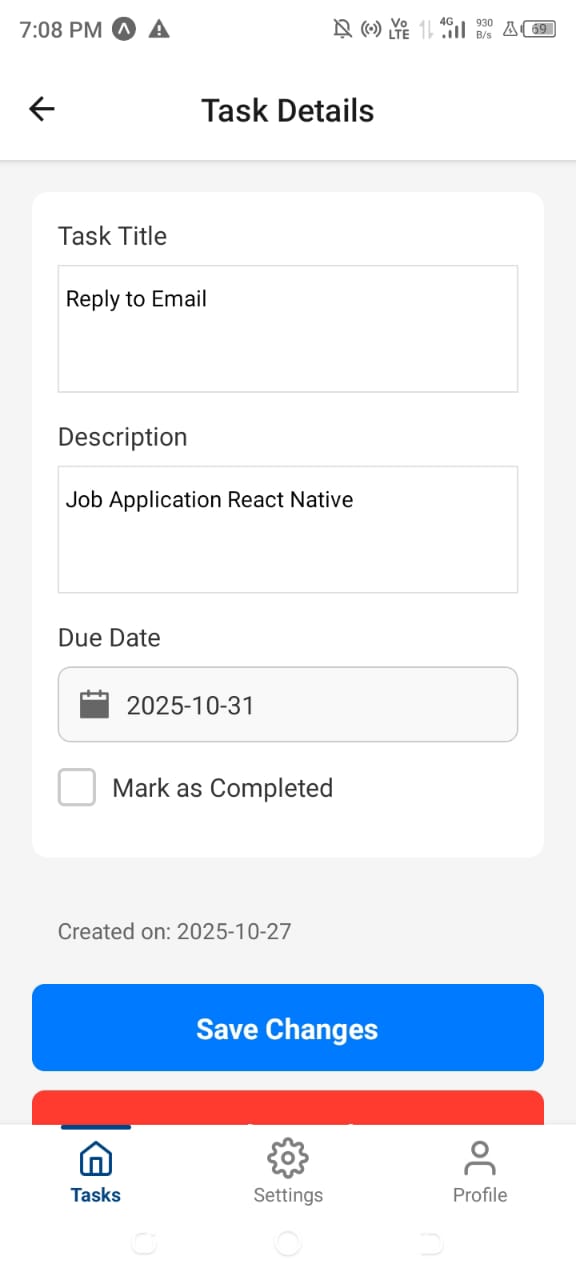 7:08 PM
Vo
LTE
4G
930
B/s
69
Task Details
Task Title
Reply to Email
Description
Job Application React Native
Due Date
2025-10-31
Mark as Completed
Created on: 2025-10-27
Save Changes
Tasks
Settings
Profile